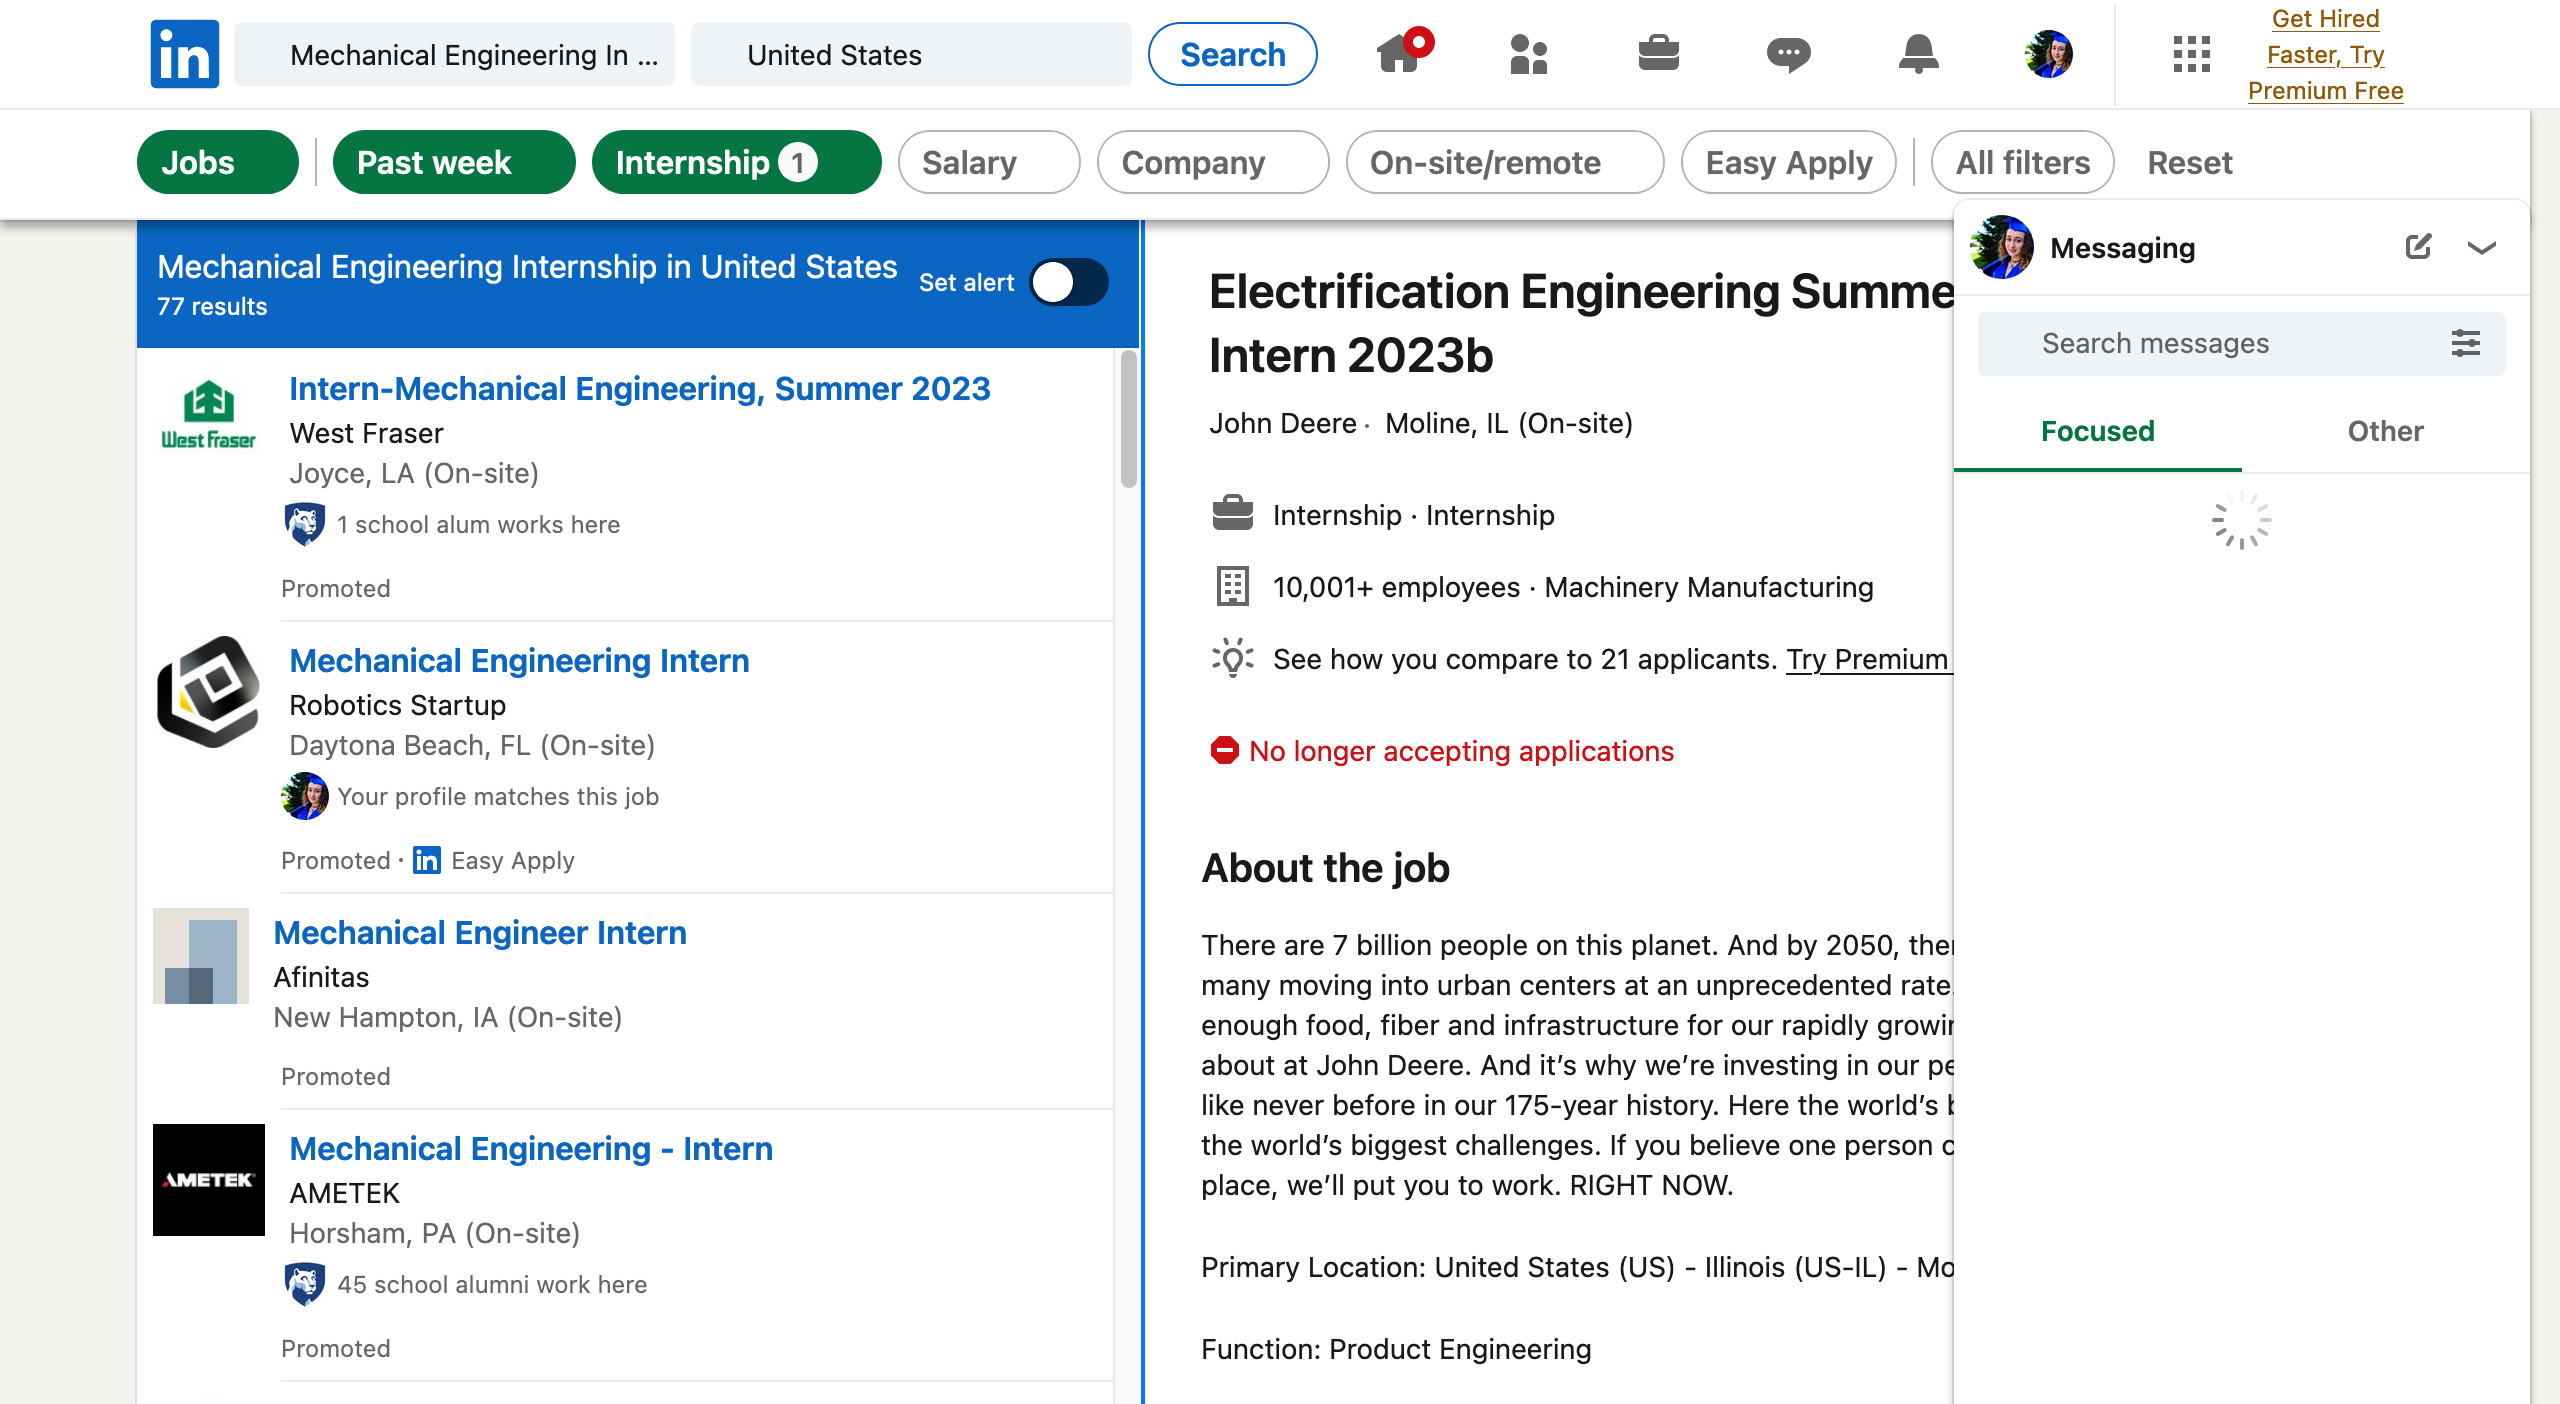 in
Mechanical Engineering In ...
United States
Search
Get Hired
Faster, Try
Premium Free
Jobs
Past week
Internship 1
Salary
Company
On-site/remote
Easy Apply
All filters
Reset
Mechanical Engineering Internship in United States
77 results
Set alert
West Fraser
Intern-Mechanical Engineering, Summer 2023
West Fraser
Joyce, LA (On-site)
1 school alum works here
Promoted
Mechanical Engineering Intern
Robotics Startup
Daytona Beach, FL (On-site)
Your profile matches this job
Promoted · in Easy Apply
Mechanical Engineer Intern
Afinitas
New Hampton, IA (On-site)
Promoted
AMETEK
Mechanical Engineering - Intern
AMETEK
Horsham, PA (On-site)
45 school alumni work here
Promoted
Electrification Engineering Summe
Intern 2023b
John Deere · Moline, IL (On-site)
Internship · Internship
10,001+ employees · Machinery Manufacturing
See how you compare to 21 applicants. Try Premium
No longer accepting applications
About the job
There are 7 billion people on this planet. And by 2050, ther
many moving into urban centers at an unprecedented rate.
enough food, fiber and infrastructure for our rapidly growin
about at John Deere. And it's why we're investing in our pe
like never before in our 175-year history. Here the world's b
the world's biggest challenges. If you believe one person c
place, we'll put you to work. RIGHT NOW.
Primary Location: United States (US) - Illinois (US-IL) - Mo
Function: Product Engineering
Messaging
Search messages
Focused
Other